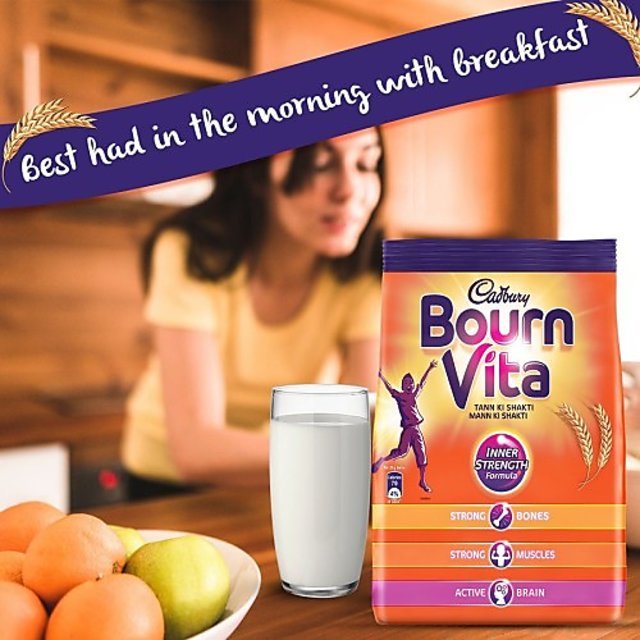 Best had in the morning with breakfast
Cadbury
Bourn
Vita
TANN KI SHAKTI
MANN KI SHAKTI
INNER
STRENGTH
Formula
STRONG BONES
STRONG MUSCLES
ACTIVE BRAIN